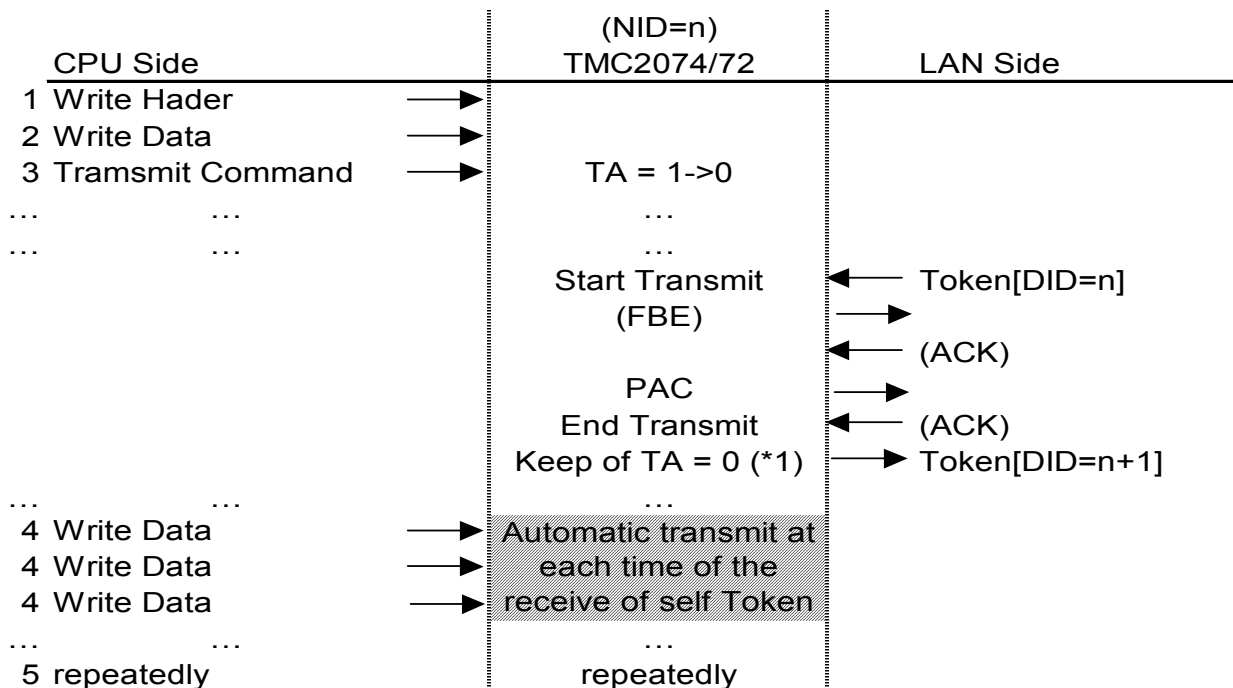 (NID=n)
CPU Side TMC2074/72 LAN Side
1 Write Hader
2 Write Data
3 Tramsmit Command TA = 1->0
... ... ...
... ... ...
Start Transmit Token[DID=n]
(FBE)
(ACK)
PAC
End Transmit (ACK)
Keep of TA = 0 (*1) Token[DID=n+1]
... ... ...
4 Write Data Automatic transmit at
4 Write Data each time of the
4 Write Data receive of self Token
... ... ...
5 repeatedly repeatedly